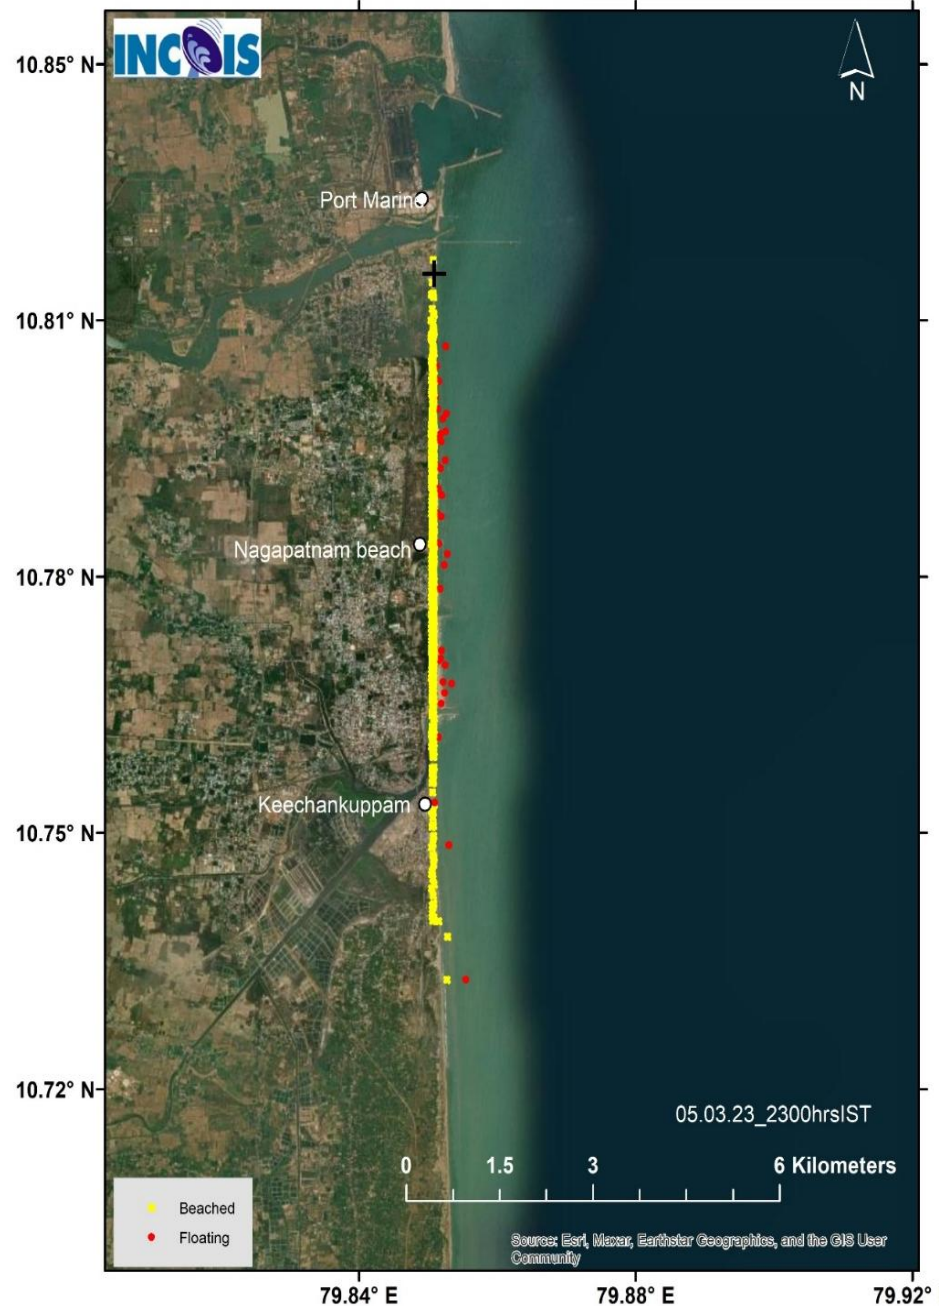 INCOIS
N
10.85° N
Port Marine
10.81° N
Nagapatnam beach
10.78° N
Keechankuppam
10.75° N
10.72° N
05.03.23_2300hrsIST
0 1.5 3 6 Kilometers
Beached
Floating
Source: Esri, Maxar, Earthstar Geographics, and the GIS User
Community
79.84° E 79.88° E 79.92° E